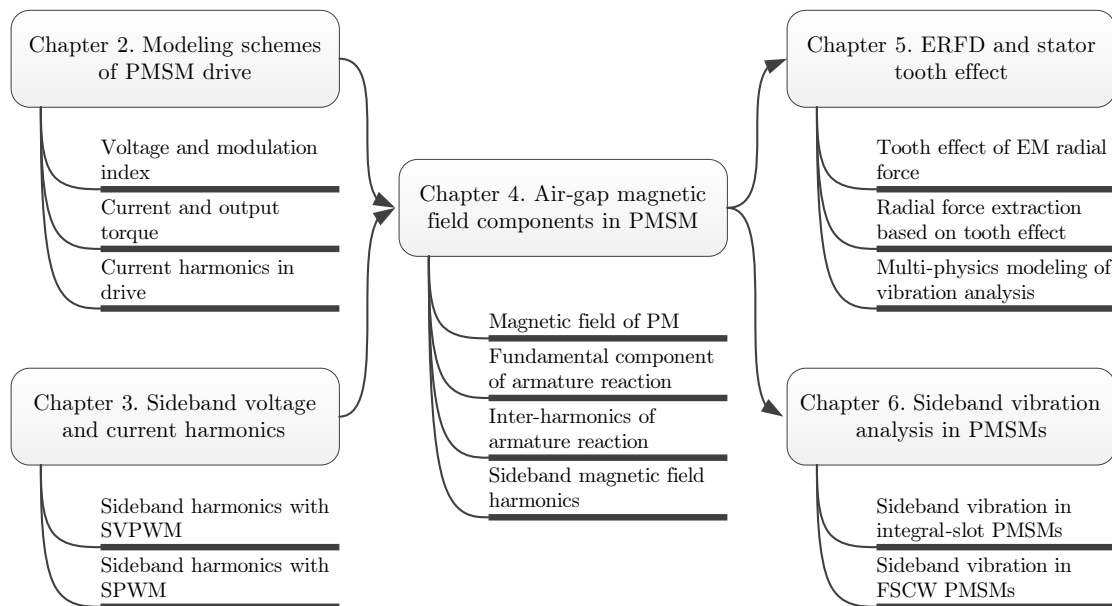 Chapter 2. Modeling schemes
of PMSM drive
Voltage and modulation
index
Current and output
torque
Current harmonics in
drive
Chapter 3. Sideband voltage
and current harmonics
Sideband harmonics with
SVPWM
Sideband harmonics with
SPWM
Chapter 4. Air-gap magnetic
field components in PMSM
Magnetic field of PM
Fundamental component
of armature reaction
Inter-harmonics of
armature reaction
Sideband magnetic field
harmonics
Chapter 5. ERFD and stator
tooth effect
Tooth effect of EM radial
force
Radial force extraction
based on tooth effect
Multi-physics modeling of
vibration analysis
Chapter 6. Sideband vibration
analysis in PMSMs
Sideband vibration in
integral-slot PMSMs
Sideband vibration in
FSCW PMSMs